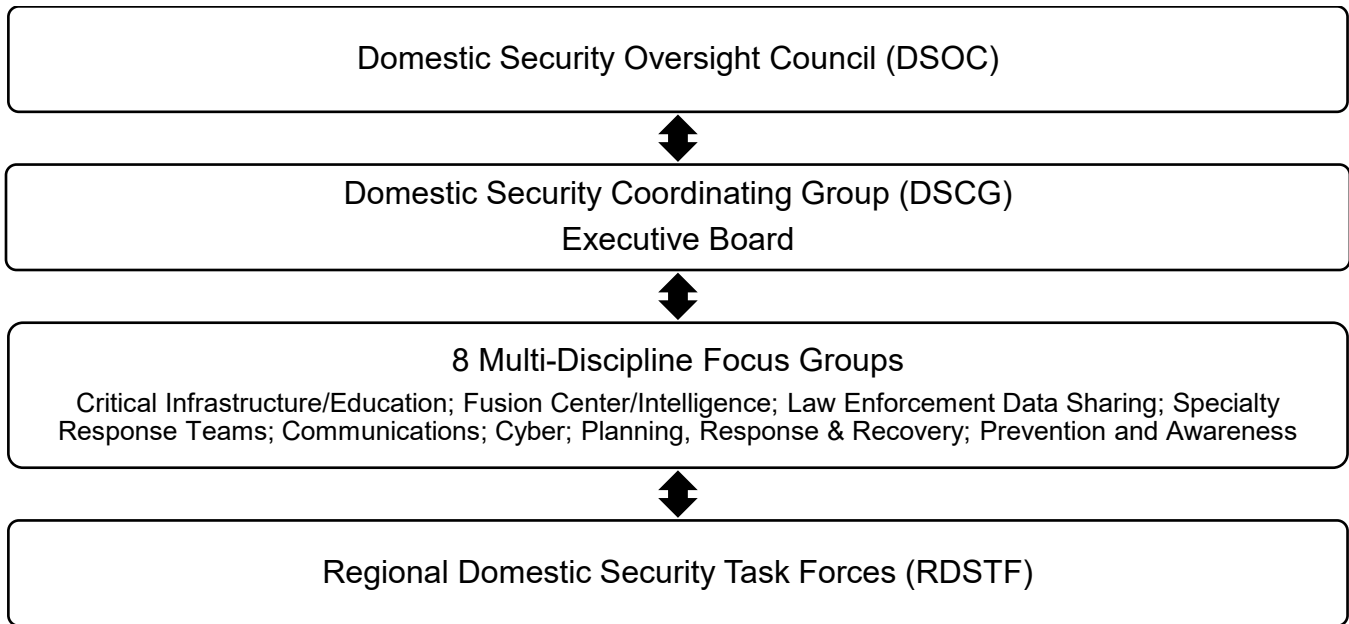 Domestic Security Oversight Council (DSOC)
Domestic Security Coordinating Group (DSCG)
Executive Board
8 Multi-Discipline Focus Groups
Critical Infrastructure/Education; Fusion Center/Intelligence; Law Enforcement Data Sharing; Specialty
Response Teams; Communications; Cyber; Planning, Response & Recovery; Prevention and Awareness
Regional Domestic Security Task Forces (RDSTF)